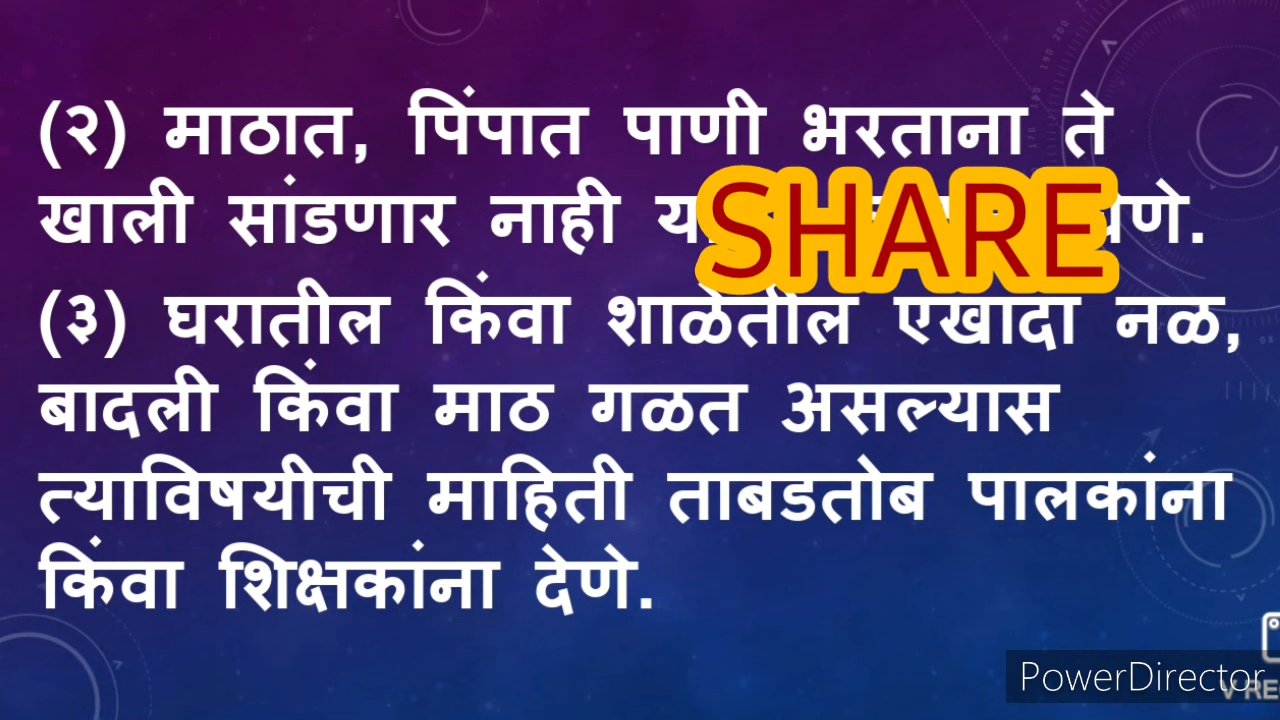 (२) माठात, पिंपात पाणी भरताना ते
खाली सांडणार नाही
SHARE
(३) घरातील किंवा शाळेतील एखादा नळ,
बादली किंवा माठ गळत असल्यास
त्याविषयीची माहिती ताबडतोब पालकांना
किंवा शिक्षकांना देणे.
PowerDirector